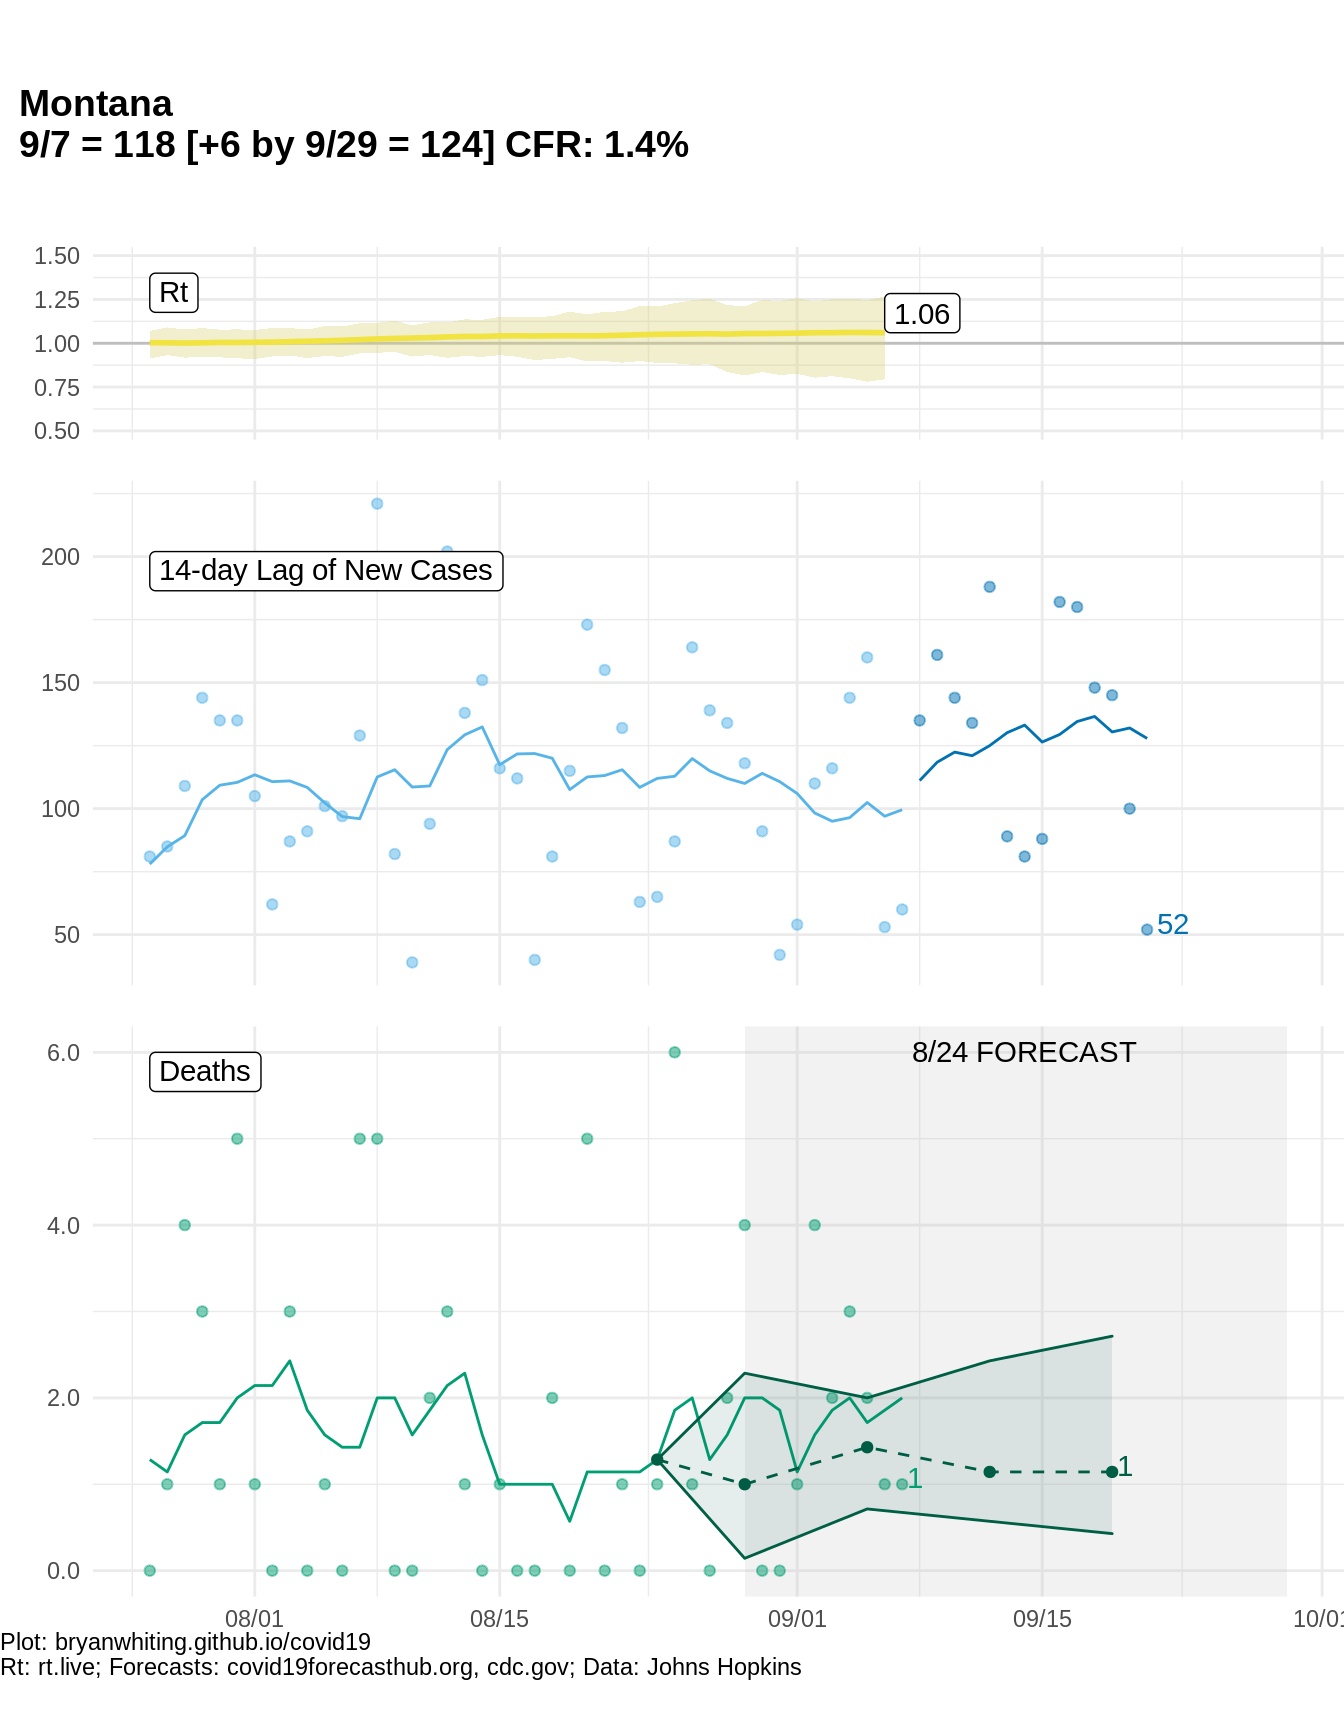 Montana
9/7 = 118 [+6 by 9/29 = 124] CFR: 1.4%
1.50
1.25
1.00
0.75
0.50
Rt
1.06
200
150
100
50
14-day Lag of New Cases
52
6.0
4.0
2.0
0.0
Deaths
8/24 FORECAST
1
1
08/01
08/15
09/01
09/15
10/01
Plot: bryanwhiting.github.io/covid19
Rt: rt.live; Forecasts: covid19forecasthub.org, cdc.gov; Data: Johns Hopkins